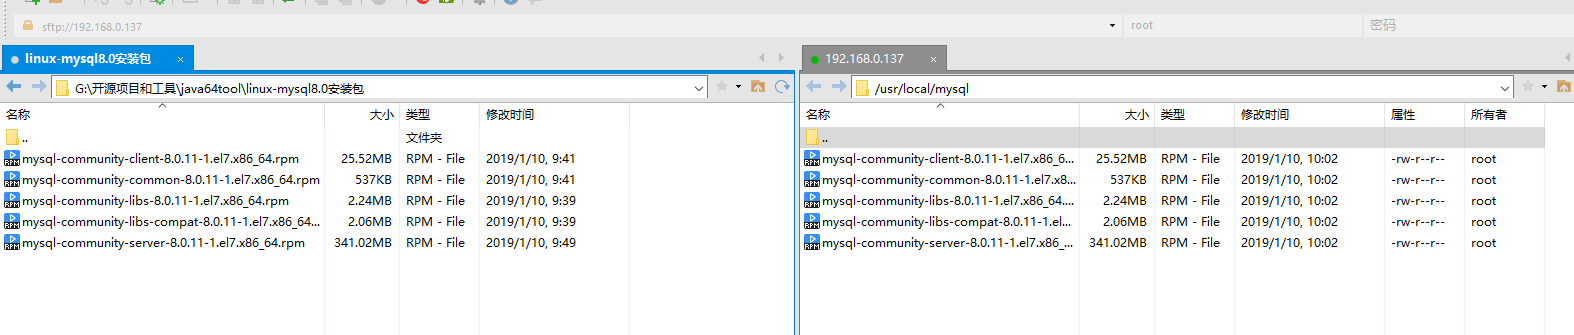 sftp://192.168.0.137 root 密码
linux-mysql8.0安装包 × 192.168.0.137 ×
G:\开源项目和工具\java64tool\linux-mysql8.0安装包 /usr/local/mysql
名称 大小 类型 修改时间 名称 大小 类型 修改时间 属性 所有者
.. 文件夹 ..
mysql-community-client-8.0.11-1.el7.x86_64.rpm 25.52MB RPM - File 2019/1/10, 9:41 mysql-community-client-8.0.11-1.el7.x86_6... 25.52MB RPM - File 2019/1/10, 10:02 -rw-r--r-- root
mysql-community-common-8.0.11-1.el7.x86_64.rpm 537KB RPM - File 2019/1/10, 9:41 mysql-community-common-8.0.11-1.el7.x8... 537KB RPM - File 2019/1/10, 10:02 -rw-r--r-- root
mysql-community-libs-8.0.11-1.el7.x86_64.rpm 2.24MB RPM - File 2019/1/10, 9:39 mysql-community-libs-8.0.11-1.el7.x86_64.... 2.24MB RPM - File 2019/1/10, 10:02 -rw-r--r-- root
mysql-community-libs-compat-8.0.11-1.el7.x86_64... 2.06MB RPM - File 2019/1/10, 9:39 mysql-community-libs-compat-8.0.11-1.el... 2.06MB RPM - File 2019/1/10, 10:02 -rw-r--r-- root
mysql-community-server-8.0.11-1.el7.x86_64.rpm 341.02MB RPM - File 2019/1/10, 9:49 mysql-community-server-8.0.11-1.el7.x86_... 341.02MB RPM - File 2019/1/10, 10:02 -rw-r--r-- root